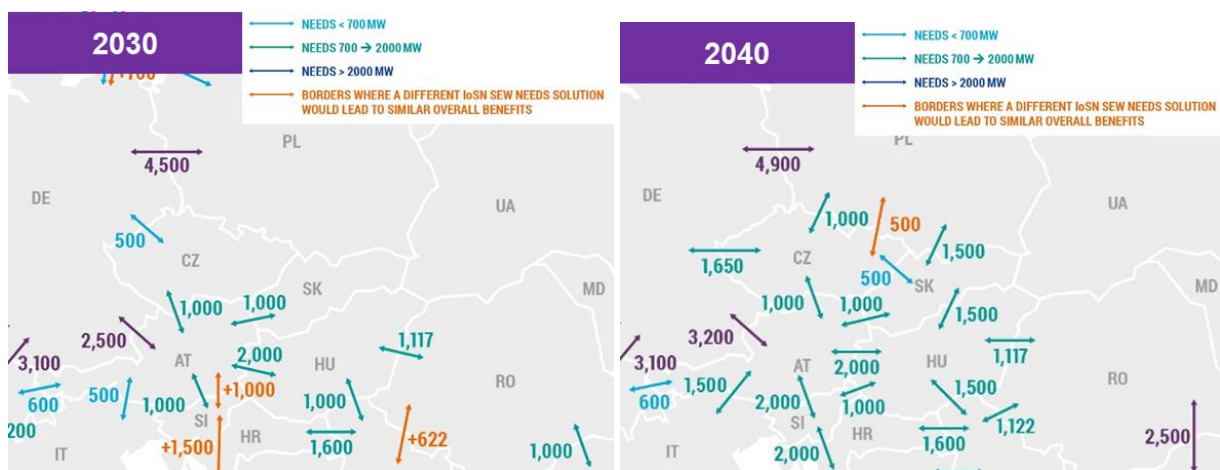 2030
NEEDS < 700 MW
NEEDS 700 → 2000 MW
NEEDS > 2000 MW
BORDERS WHERE A DIFFERENT IoSN SEW NEEDS SOLUTION
WOULD LEAD TO SIMILAR OVERALL BENEFITS
PL
4,500
DE
UA
500
CZ
SK
MD
1,000
1,000
2,500
1,117
3,100
AT
2,000
HU
RO
600
500
+1,000
1,000
1,000
200
SI
+1,500
HR
1,600
+622
IT
1,000
2040
NEEDS < 700 MW
NEEDS 700 → 2000 MW
NEEDS > 2000 MW
BORDERS WHERE A DIFFERENT IoSN SEW NEEDS SOLUTION
WOULD LEAD TO SIMILAR OVERALL BENEFITS
PL
4,900
DE
UA
1,000
500
1,500
1,650
CZ
500
SK
MD
1,000
1,000
1,500
3,200
3,100
AT
2,000
HU
1,117
RO
600
1,500
2,000
1,000
1,500
SI
HR
1,600
1,122
2,000
IT
2,500